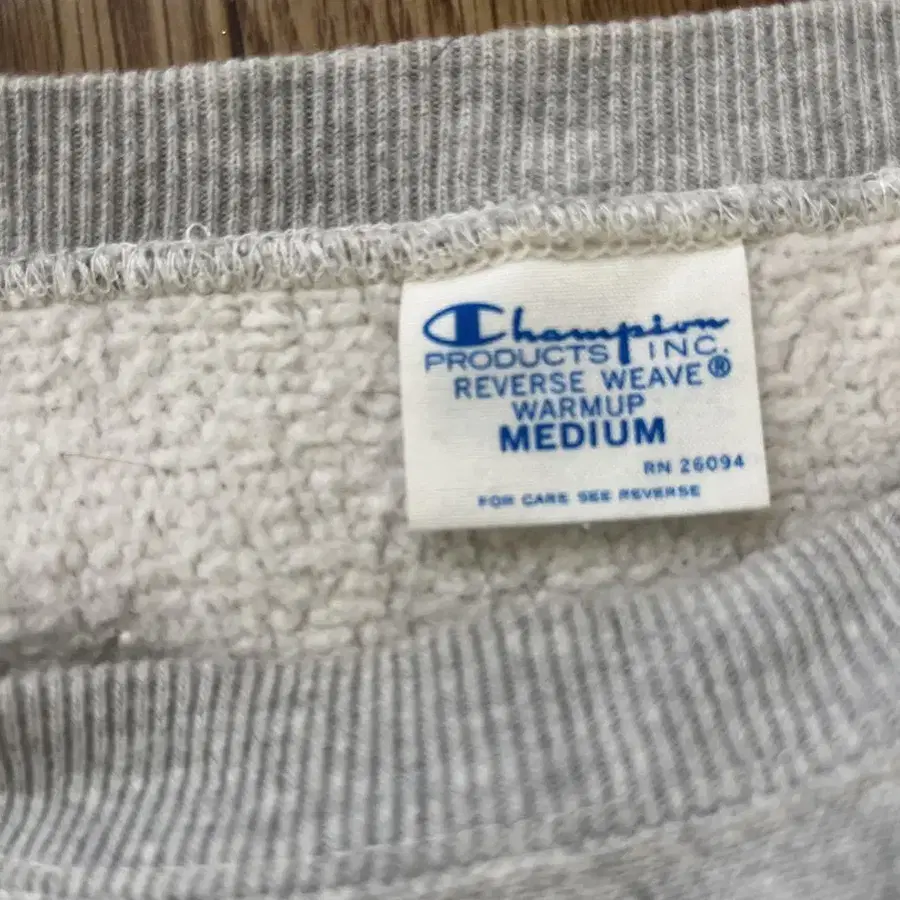 Champion
PRODUCTS INC.
REVERSE WEAVE®
WARMUP
MEDIUM
RN 26094
FOR CARE SEE REVERSE